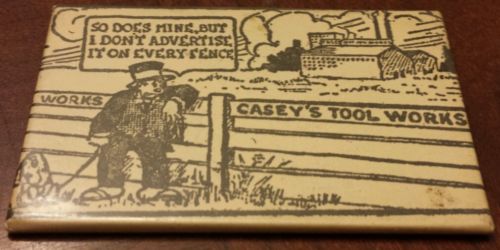 SO DOES MINE, BUT
I DON'T ADVERTISE
IT ON EVERY FENCE
WORKS
CASEY'S TOOL WORKS